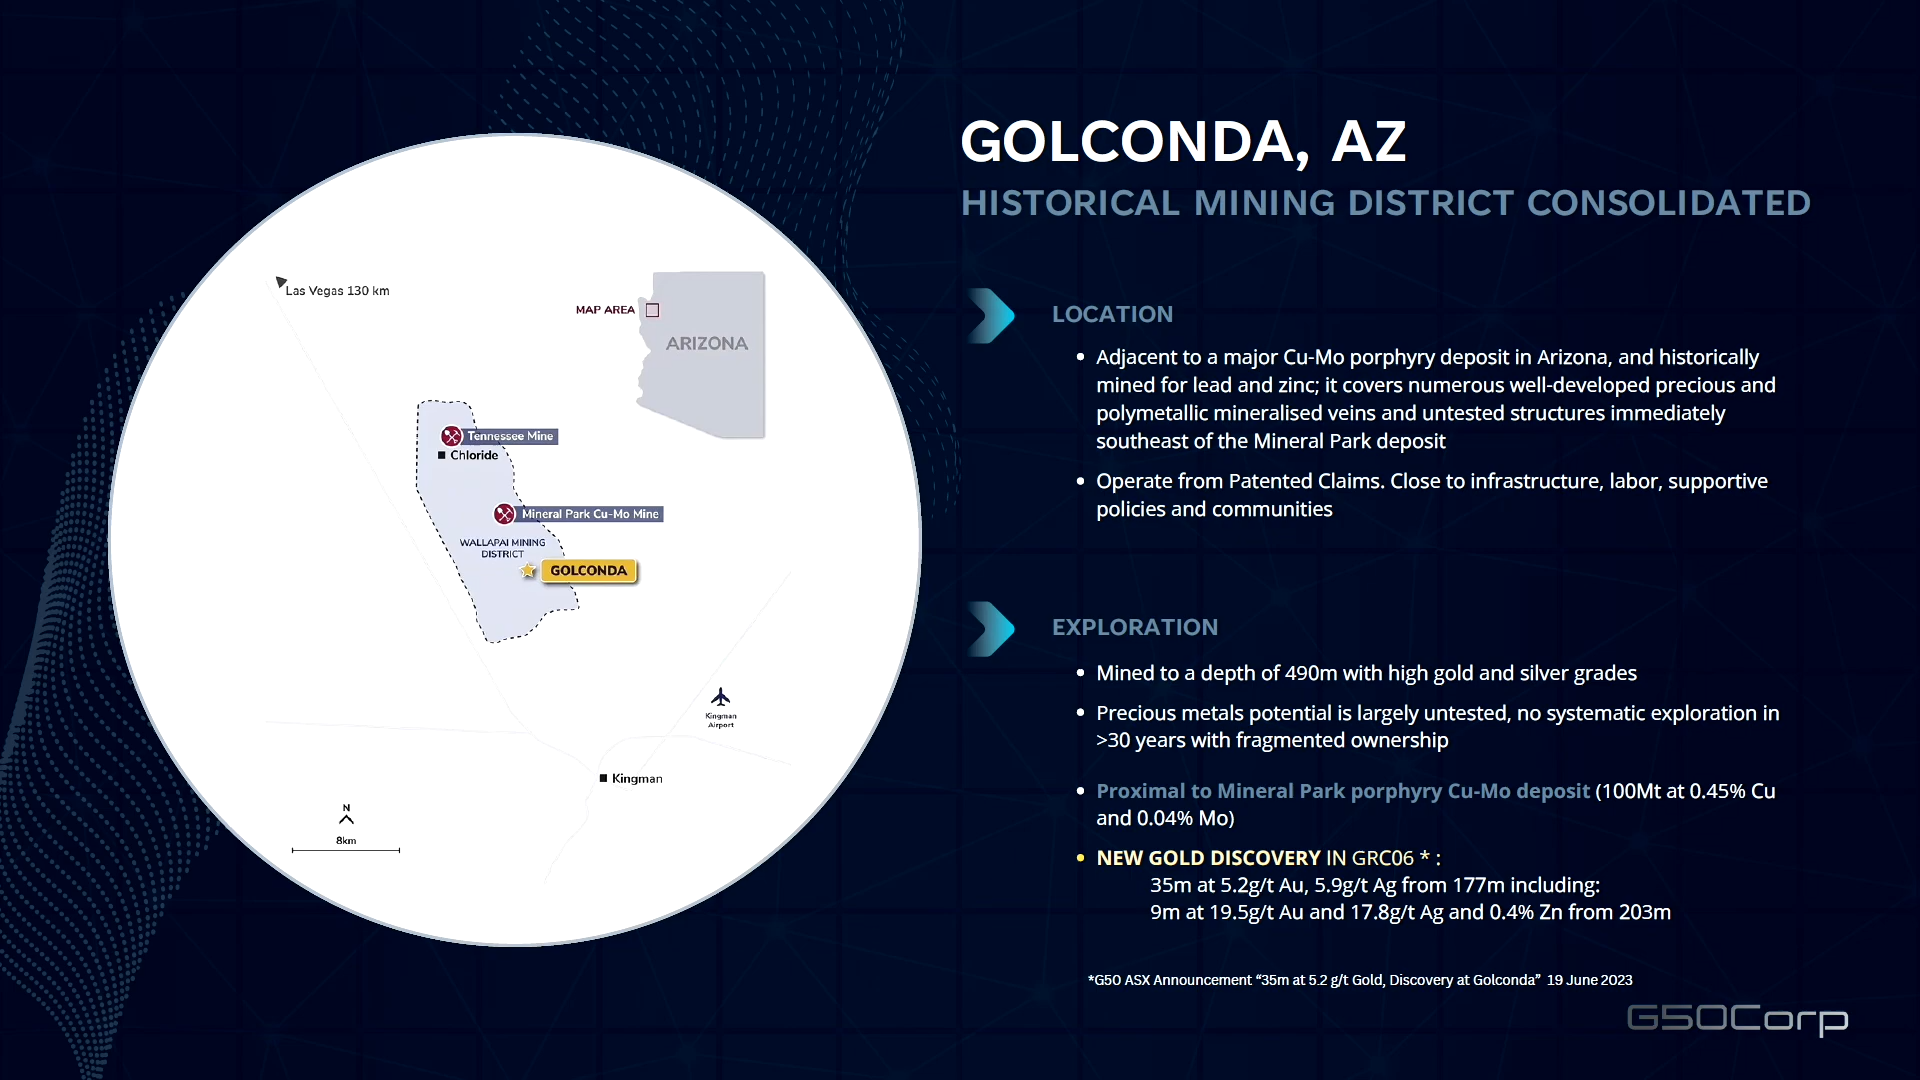 GOLCONDA, AZ
HISTORICAL MINING DISTRICT CONSOLIDATED
Las Vegas 130 km
MAP AREA
ARIZONA
Tennessee Mine
Chloride
Mineral Park Cu-Mo Mine
WALLAPAI MINING
DISTRICT
GOLCONDA
Kingman
Airport
Kingman
N
8km
LOCATION
• Adjacent to a major Cu-Mo porphyry deposit in Arizona, and historically
mined for lead and zinc; it covers numerous well-developed precious and
polymetallic mineralised veins and untested structures immediately
southeast of the Mineral Park deposit
• Operate from Patented Claims. Close to infrastructure, labor, supportive
policies and communities
EXPLORATION
• Mined to a depth of 490m with high gold and silver grades
• Precious metals potential is largely untested, no systematic exploration in
>30 years with fragmented ownership
• Proximal to Mineral Park porphyry Cu-Mo deposit (100Mt at 0.45% Cu
and 0.04% Mo)
• NEW GOLD DISCOVERY IN GRC06 * :
35m at 5.2g/t Au, 5.9g/t Ag from 177m including:
9m at 19.5g/t Au and 17.8g/t Ag and 0.4% Zn from 203m
*G50 ASX Announcement “35m at 5.2 g/t Gold, Discovery at Golconda” 19 June 2023
G50Corp